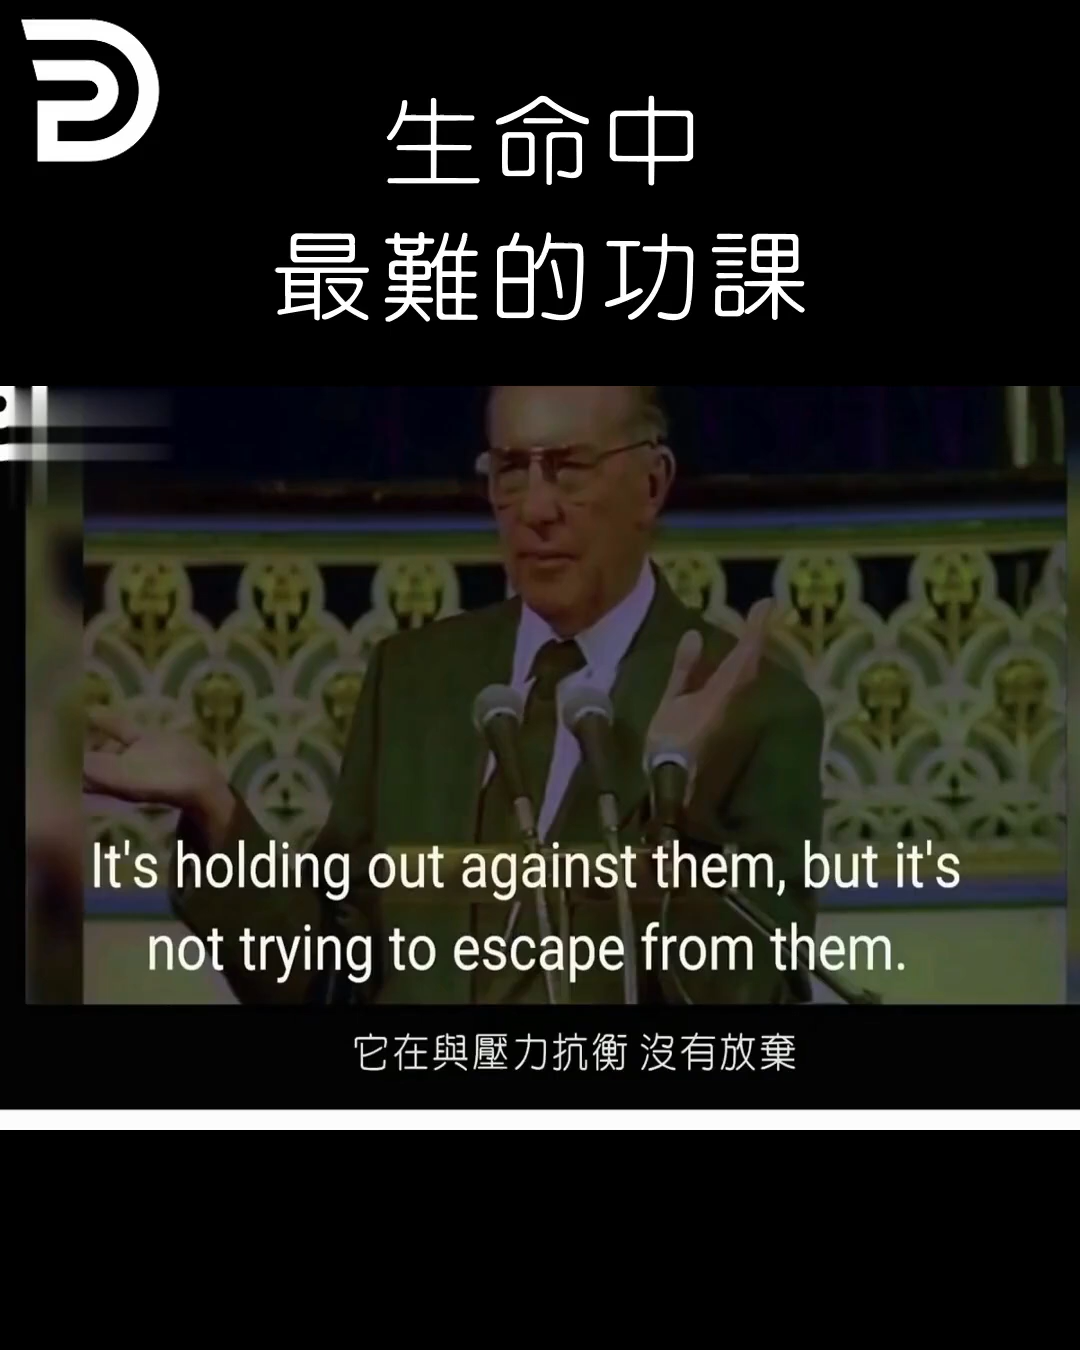 生命中
最難的功課
It's holding out against them, but it's
not trying to escape from them.
它在與壓力抗衡 沒有放棄